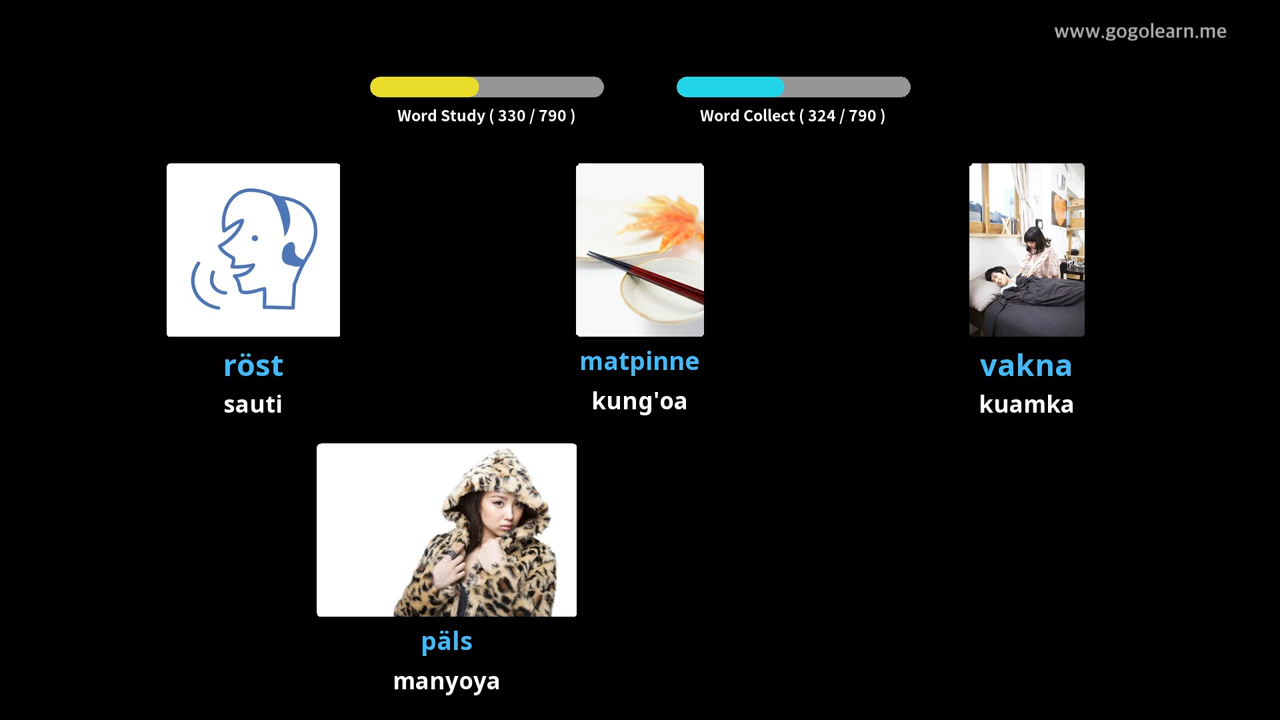 www.gogolearn.me
Word Study ( 330 / 790 )
Word Collect ( 324 / 790 )
röst
sauti
matpinne
kung'oa
vakna
kuamka
päls
manyoya